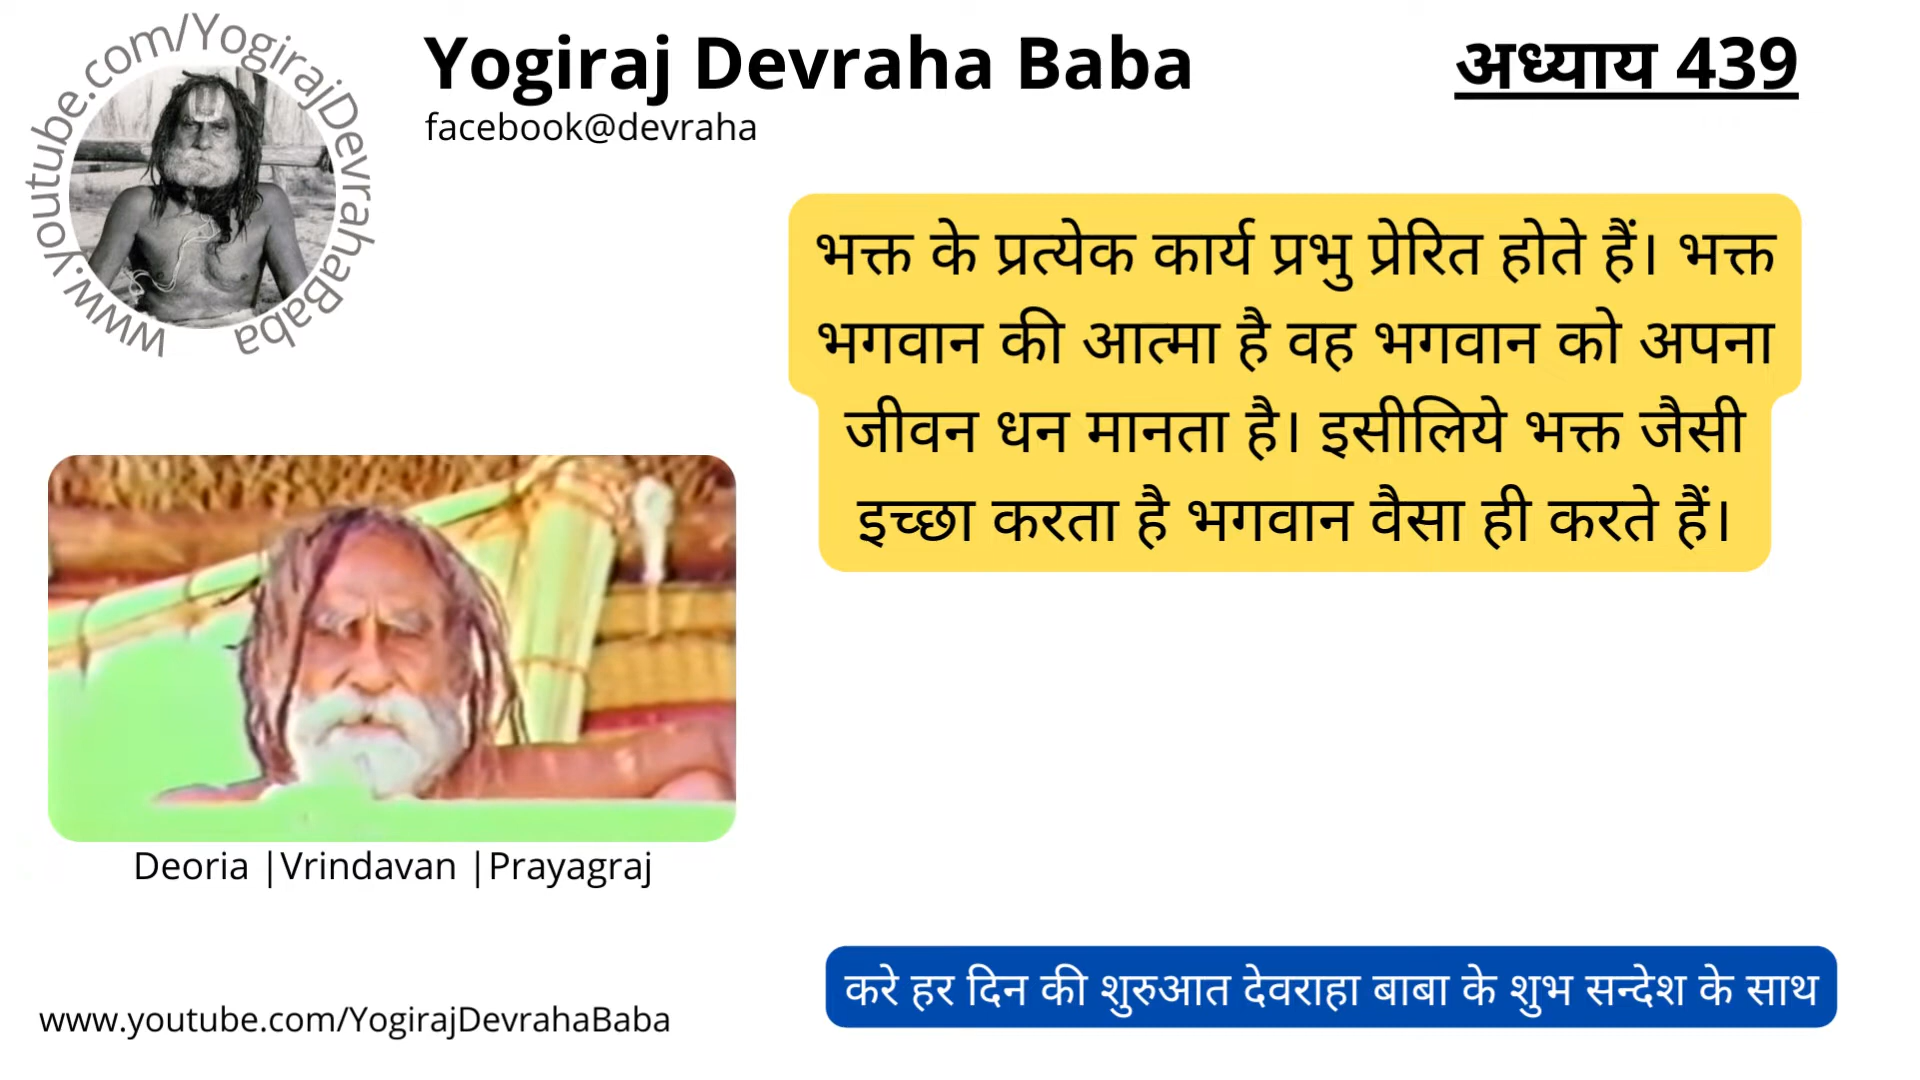 www.youtube.com/YogirajDevrahaBaba
Yogiraj Devraha Baba
facebook@devraha
अध्याय 439
भक्त के प्रत्येक कार्य प्रभु प्रेरित होते हैं। भक्त
भगवान की आत्मा है वह भगवान को अपना
जीवन धन मानता है। इसीलिये भक्त जैसी
इच्छा करता है भगवान वैसा ही करते हैं।
Deoria |Vrindavan |Prayagraj
करे हर दिन की शुरुआत देवराहा बाबा के शुभ सन्देश के साथ
www.youtube.com/YogirajDevrahaBaba